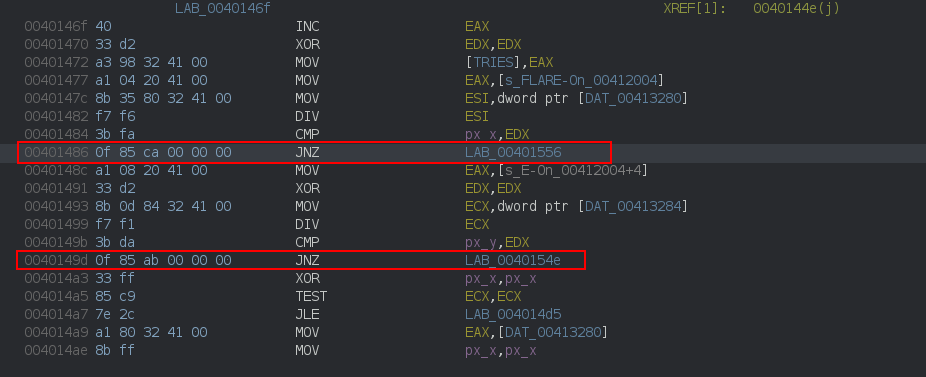 LAB_0040146f XREF[1]: 0040144e(j)
0040146f 40 INC EAX
00401470 33 d2 XOR EDX,EDX
00401472 a3 98 32 41 00 MOV [TRIES],EAX
00401477 a1 04 20 41 00 MOV EAX,[s_FLARE-On_00412004]
0040147c 8b 35 80 32 41 00 MOV ESI,dword ptr [DAT_00413280]
00401482 f7 f6 DIV ESI
00401484 3b fa CMP px_x,EDX
00401486 0f 85 ca 00 00 00 JNZ LAB_00401556
0040148c a1 08 20 41 00 MOV EAX,[s_E-On_00412004+4]
00401491 33 d2 XOR EDX,EDX
00401493 8b 0d 84 32 41 00 MOV ECX,dword ptr [DAT_00413284]
00401499 f7 f1 DIV ECX
0040149b 3b da CMP px_y,EDX
0040149d 0f 85 ab 00 00 00 JNZ LAB_0040154e
004014a3 33 ff XOR px_x,px_x
004014a5 85 c9 TEST ECX,ECX
004014a7 7e 2c JLE LAB_004014d5
004014a9 a1 80 32 41 00 MOV EAX,[DAT_00413280]
004014ae 8b ff MOV px_x,px_x